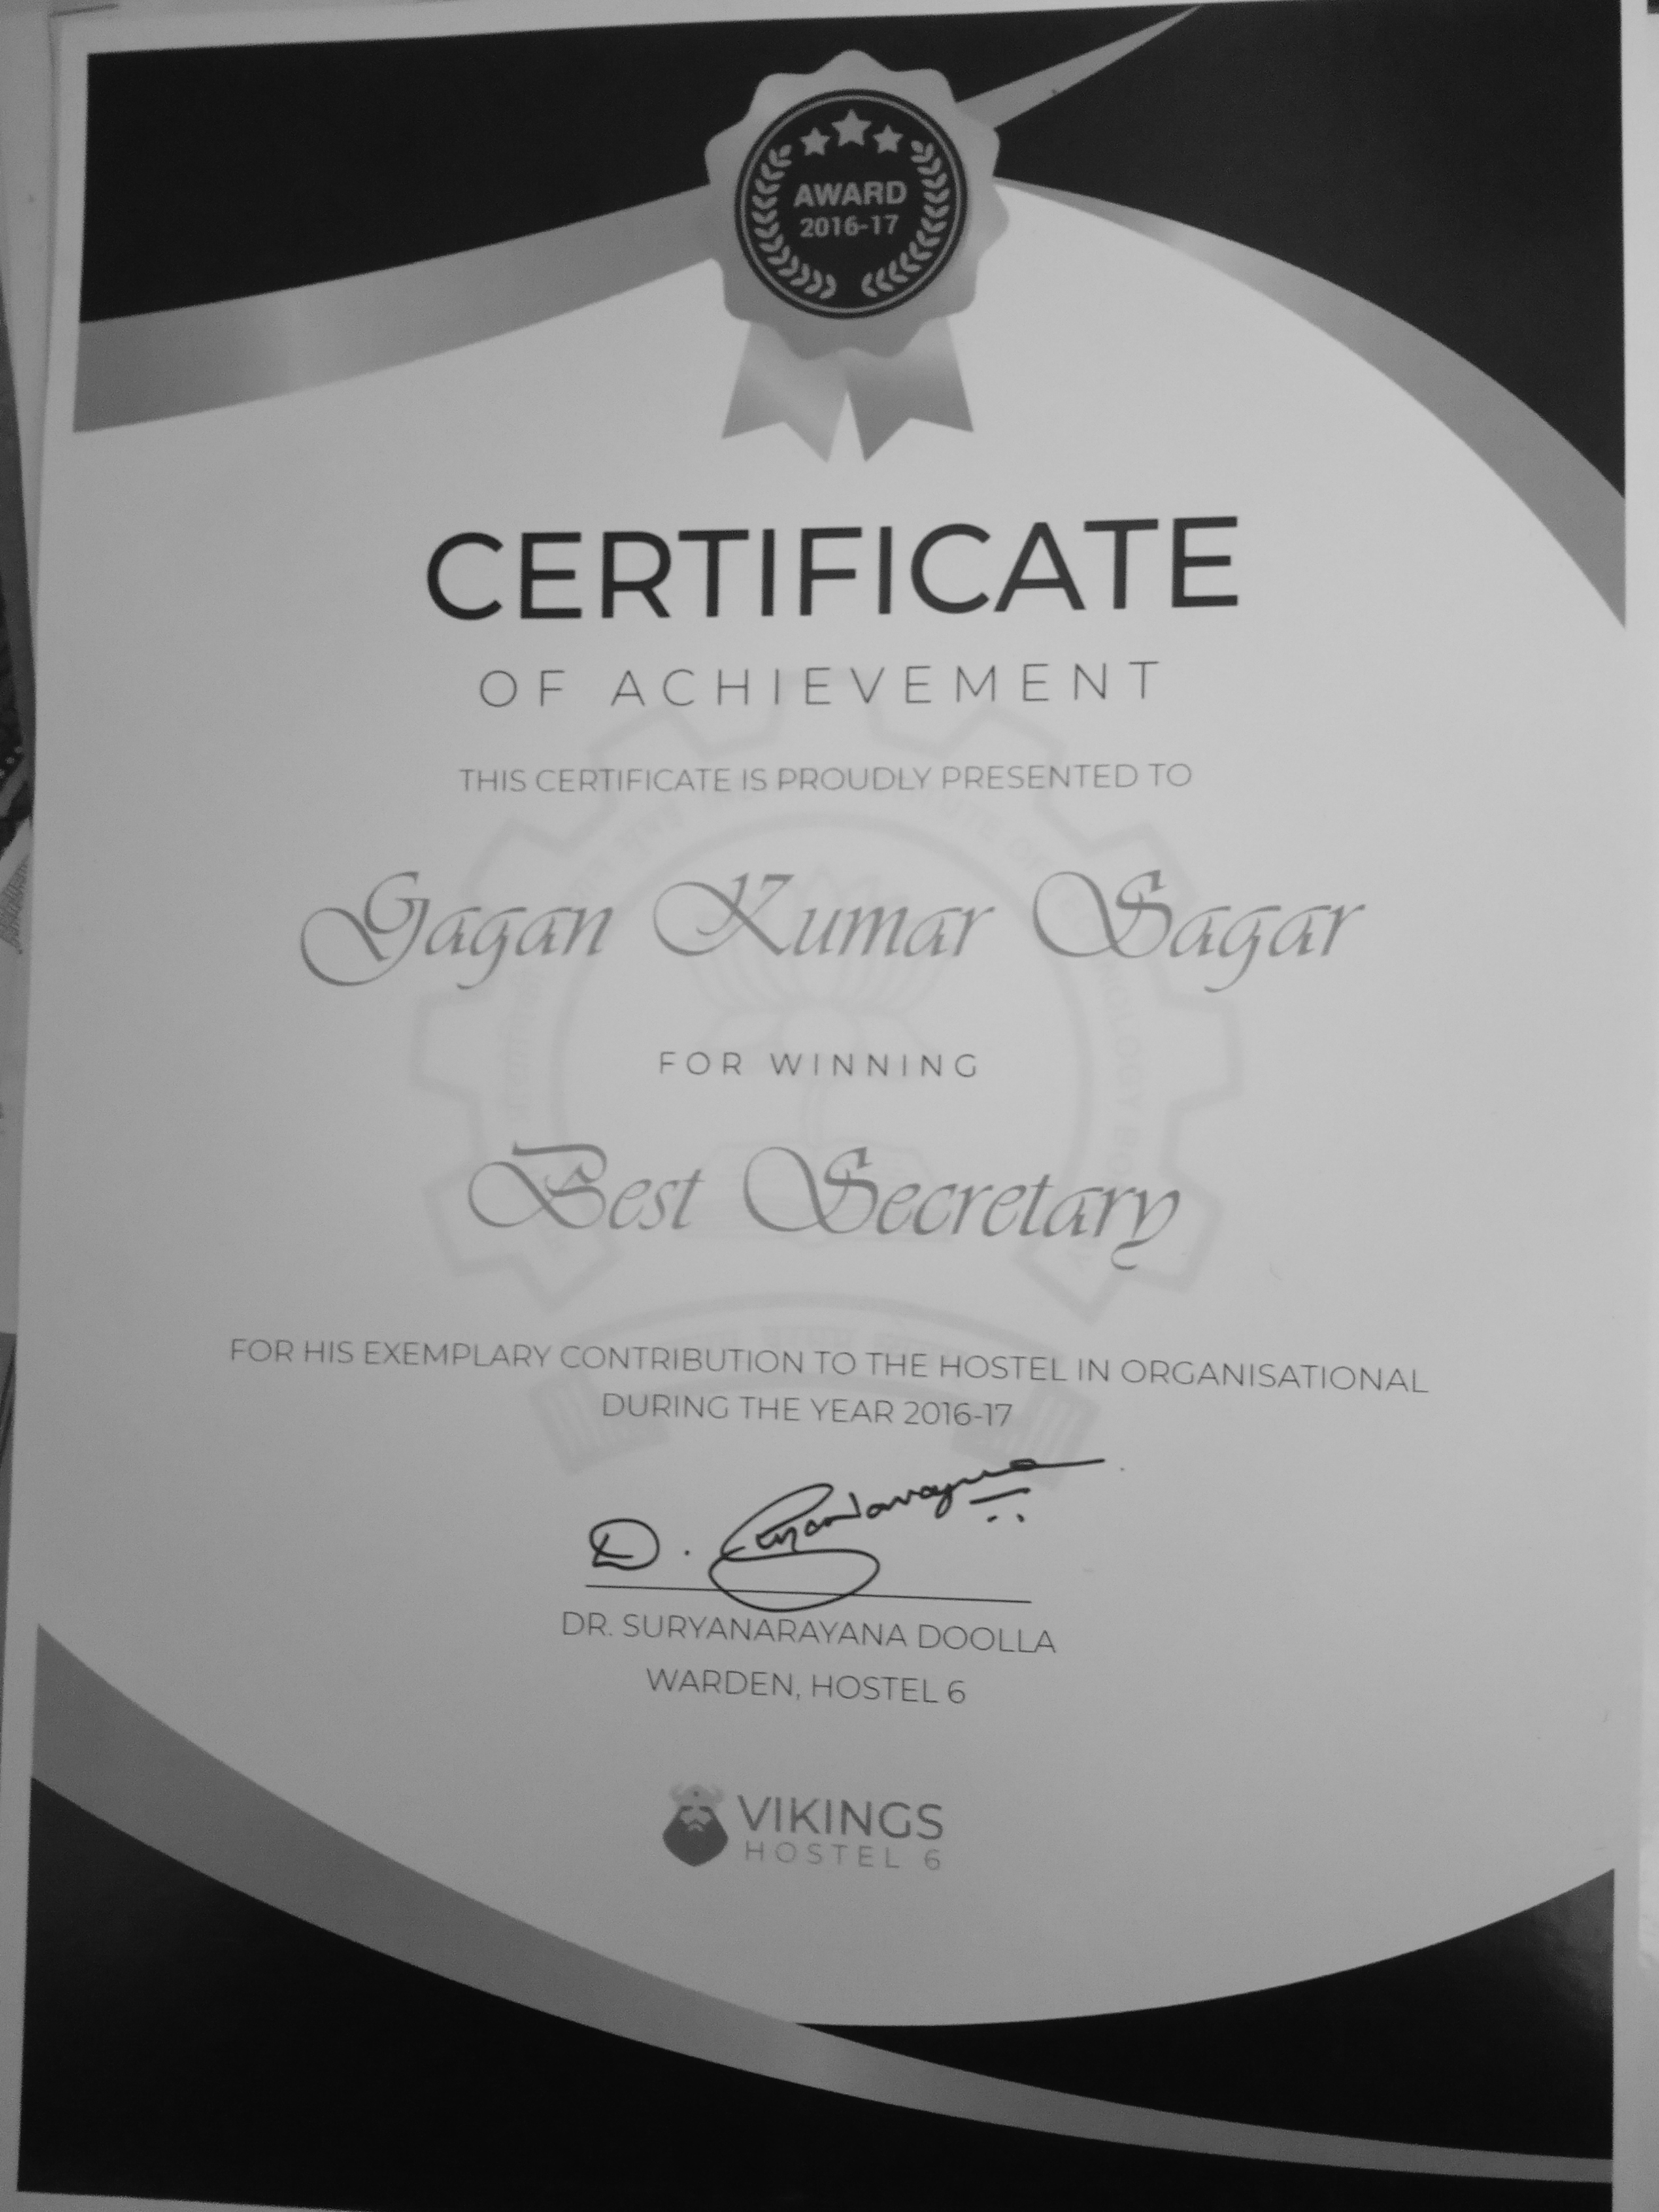 AWARD
2016-17
CERTIFICATE
OF ACHIEVEMENT
THIS CERTIFICATE IS PROUDLY PRESENTED TO
Gagan Kumar Sagar
FOR WINNING
Best Secretary
FOR HIS EXEMPLARY CONTRIBUTION TO THE HOSTEL IN ORGANISATIONAL
DURING THE YEAR 2016-17
D. Suryanarayana
DR. SURYANARAYANA DOOLLA
WARDEN, HOSTEL 6
VIKINGS
HOSTEL 6